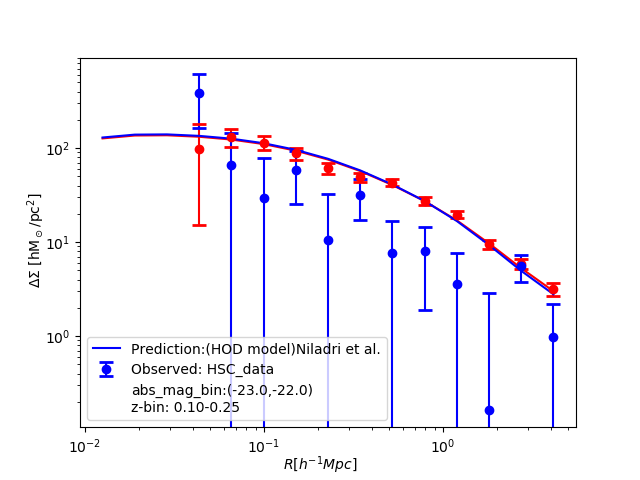 10²
10¹
10⁰
ΔΣ [hM⊙/pc²]
Prediction:(HOD model)Niladri et al.
Observed: HSC_data
abs_mag_bin:(-23.0,-22.0)
z-bin: 0.10-0.25
10⁻² 10⁻¹ 10⁰
R[h⁻¹Mpc]